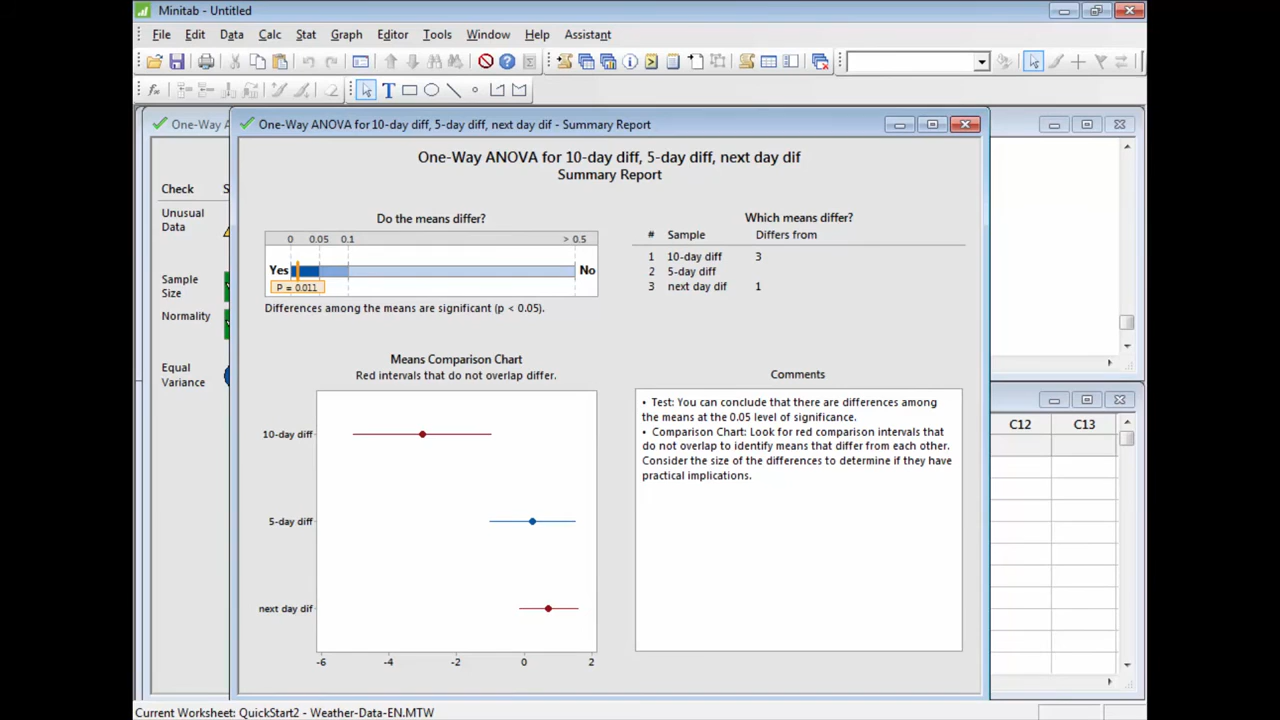 Minitab - Untitled
File Edit Data Calc Stat Graph Editor Tools Window Help Assistant
One-Way A
One-Way ANOVA for 10-day diff, 5-day diff, next day dif - Summary Report
One-Way ANOVA for 10-day diff, 5-day diff, next day dif
Summary Report
Check S
Unusual
Data
Sample
Size
Normality
Equal
Variance
Do the means differ?
0 0.05 0.1 > 0.5
Yes No
P = 0.011
Differences among the means are significant (p < 0.05).
Which means differ?
# Sample Differs from
1 10-day diff 3
2 5-day diff
3 next day dif 1
Means Comparison Chart
Red intervals that do not overlap differ.
10-day diff
5-day diff
next day dif
-6 -4 -2 0 2
Comments
• Test: You can conclude that there are differences among
the means at the 0.05 level of significance.
• Comparison Chart: Look for red comparison intervals that
do not overlap to identify means that differ from each other.
Consider the size of the differences to determine if they have
practical implications.
C12 C13
Current Worksheet: QuickStart2 - Weather-Data-EN.MTW